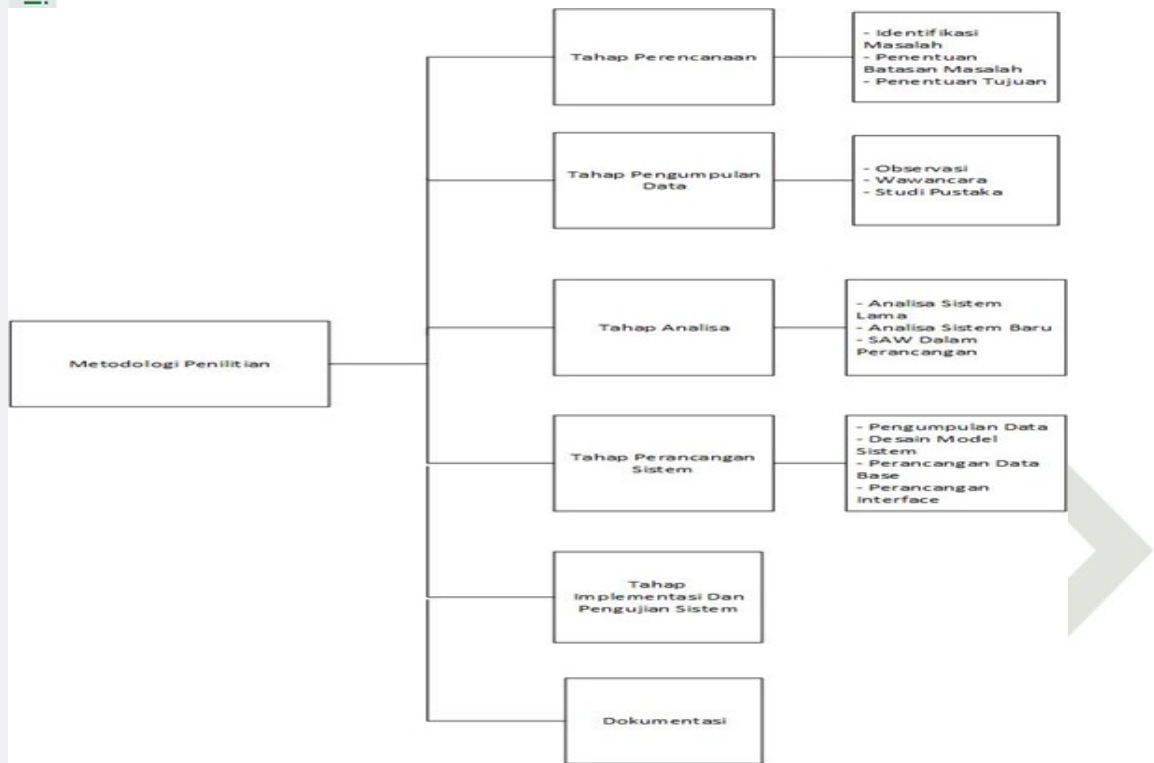 Tahap Perencanaan
- Identifikasi
Masalah
- Penentuan
Batasan Masalah
- Penentuan Tujuan
Tahap Pengumpulan
Data
- Observasi
- Wawancara
- Studi Pustaka
Metodologi Penilitian
Tahap Analisa
- Analisa Sistem
Lama
- Analisa Sistem Baru
- SAW Dalam
Perancangan
Tahap Perancangan
Sistem
- Pengumpulan Data
- Desain Model
Sistem
- Perancangan Data
Base
- Perancangan
Interface
Tahap
Implementasi Dan
Pengujian Sistem
Dokumentasi